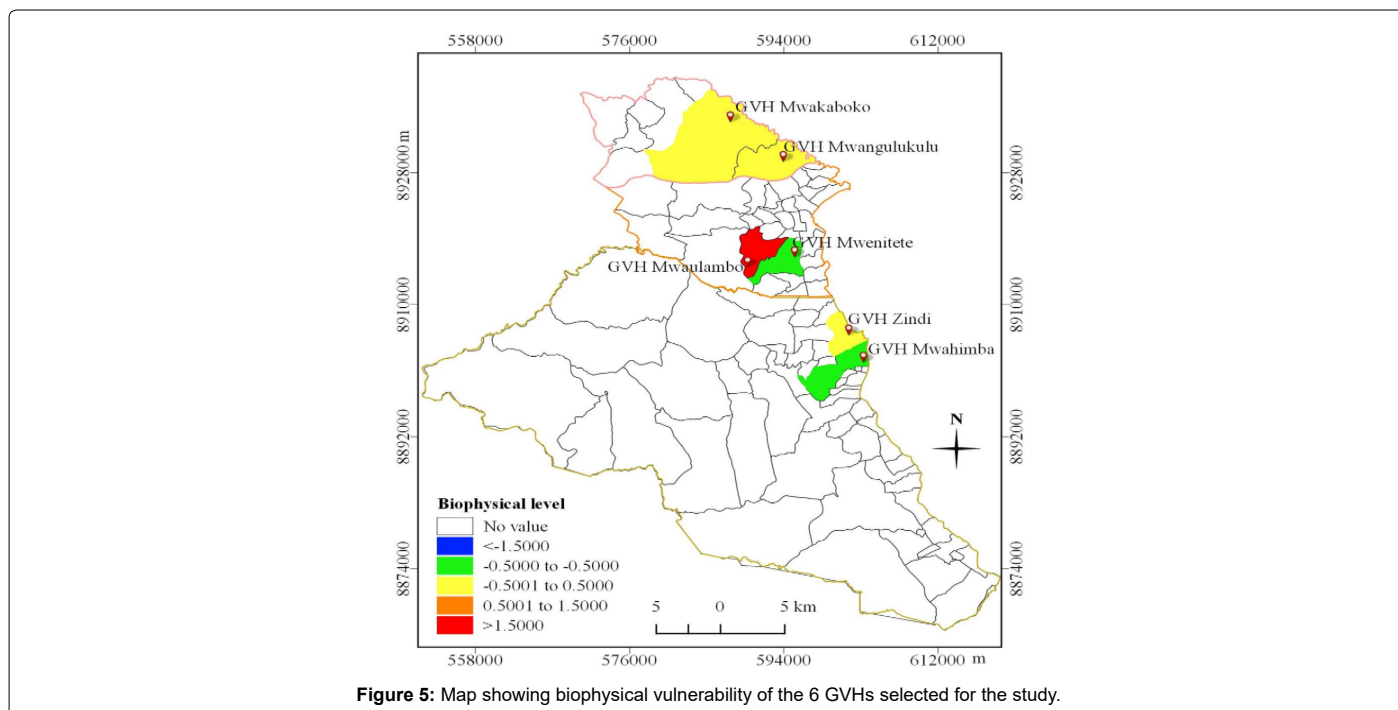 558000 576000 594000 612000
GVH Mwakaboko
GVH Mwangulukulu
8928000 m
8928000
GVH Mwenitete
GVH Mwaulambo
8910000
8910000
GVH Zindi
GVH Mwahimba
N
8892000
8892000
Biophysical level
No value
<-1.5000
-0.5000 to -0.5000
-0.5001 to 0.5000
0.5001 to 1.5000
>1.5000
5 0 5 km
8874000
8874000
558000 576000 594000 612000 m
Figure 5: Map showing biophysical vulnerability of the 6 GVHs selected for the study.